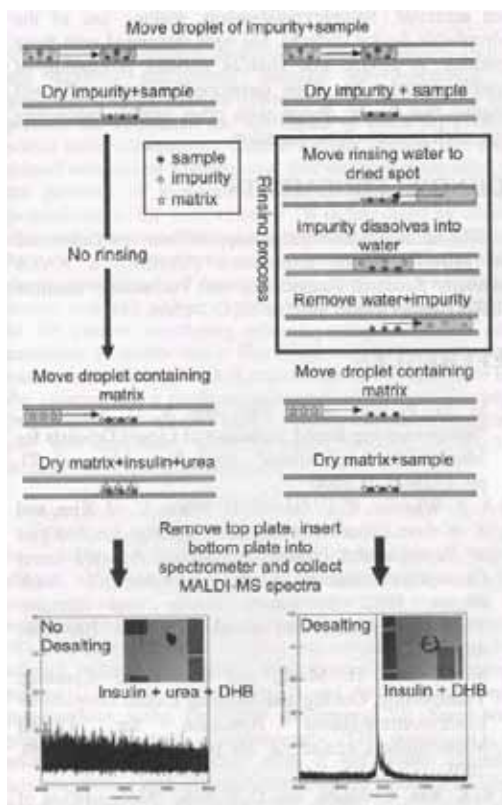 Move droplet of impurity+sample
Dry impurity+sample
Dry impurity + sample
sample
impurity
matrix
No rinsing
Rinsing process
Move rinsing water to
dried spot
Impurity dissolves into
water
Remove water+impurity
Move droplet containing
matrix
Move droplet containing
matrix
Dry matrix+insulin+urea
Dry matrix+sample
Remove top plate, insert
bottom plate into
spectrometer and collect
MALDI-MS spectra
No
Desalting
Insulin + urea + DHB
Desalting
Insulin + DHB